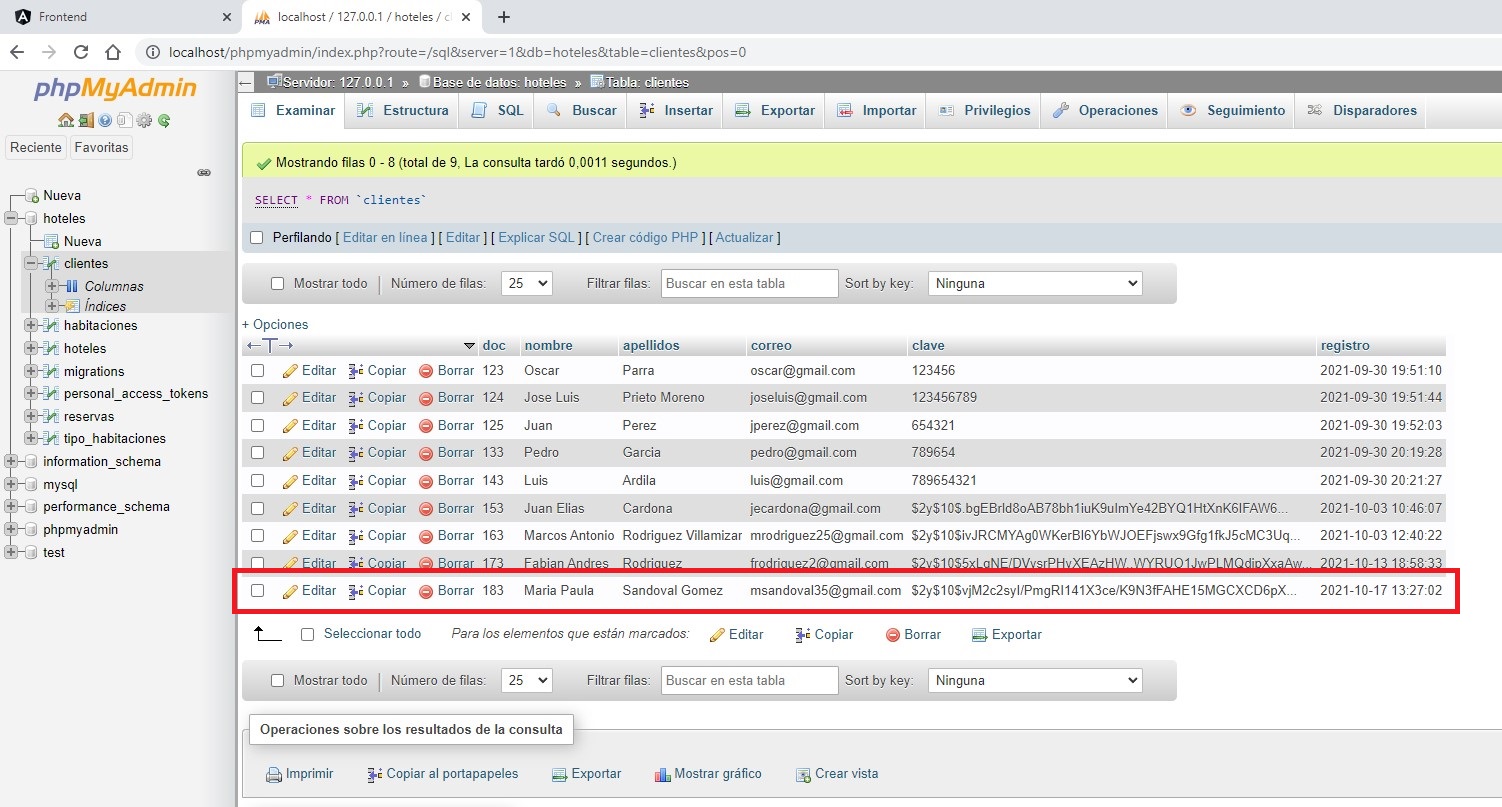 Frontend
localhost / 127.0.0.1 / hoteles / cl
localhost/phpmyadmin/index.php?route=/sql&server=1&db=hoteles&table=clientes&pos=0
phpMyAdmin
Reciente Favoritas
Nueva
hoteles
Nueva
clientes
Columnas
Índices
habitaciones
hoteles
migrations
personal_access_tokens
reservas
tipo_habitaciones
information_schema
mysql
performance_schema
phpmyadmin
test
Servidor: 127.0.0.1 » Base de datos: hoteles » Tabla: clientes
Examinar Estructura SQL Buscar Insertar Exportar Importar Privilegios Operaciones Seguimiento Disparadores
Mostrando filas 0 - 8 (total de 9, La consulta tardó 0,0011 segundos.)
SELECT * FROM `clientes`
Perfilando [ Editar en línea ] [ Editar ] [ Explicar SQL ] [ Crear código PHP ] [ Actualizar ]
Mostrar todo | Número de filas: 25 Filtrar filas: Buscar en esta tabla Sort by key: Ninguna
+ Opciones
←T→ doc nombre apellidos correo clave registro
Editar Copiar Borrar 123 Oscar Parra oscar@gmail.com 123456 2021-09-30 19:51:10
Editar Copiar Borrar 124 Jose Luis Prieto Moreno joseluis@gmail.com 123456789 2021-09-30 19:51:44
Editar Copiar Borrar 125 Juan Perez jperez@gmail.com 654321 2021-09-30 19:52:03
Editar Copiar Borrar 133 Pedro Garcia pedro@gmail.com 789654 2021-09-30 20:19:28
Editar Copiar Borrar 143 Luis Ardila luis@gmail.com 789654321 2021-09-30 20:21:27
Editar Copiar Borrar 153 Juan Elias Cardona jecardona@gmail.com $2y$10$.bgEBrld8oAB78bh1iuK9uImYe42BYQ1HtXnK6IFAW6... 2021-10-03 10:46:07
Editar Copiar Borrar 163 Marcos Antonio Rodriguez Villamizar mrodriguez25@gmail.com $2y$10$ivJRCMYAg0WKerBI6YbWJOEFjswx9Gfg1fkJ5cMC3Uq... 2021-10-03 12:40:22
Editar Copiar Borrar 173 Fabian Andres Rodriguez frodriguez2@gmail.com $2y$10$5xLqNE/DVysrPHvXEAzHW..WYRUO1JwPLMQdipXxaAw... 2021-10-13 18:58:33
Editar Copiar Borrar 183 Maria Paula Sandoval Gomez msandoval35@gmail.com $2y$10$vjM2c2syI/PmgRI141X3ce/K9N3fFAHE15MGCXCD6pX... 2021-10-17 13:27:02
Seleccionar todo Para los elementos que están marcados: Editar Copiar Borrar Exportar
Mostrar todo | Número de filas: 25 Filtrar filas: Buscar en esta tabla Sort by key: Ninguna
Operaciones sobre los resultados de la consulta
Imprimir Copiar al portapapeles Exportar Mostrar gráfico Crear vista